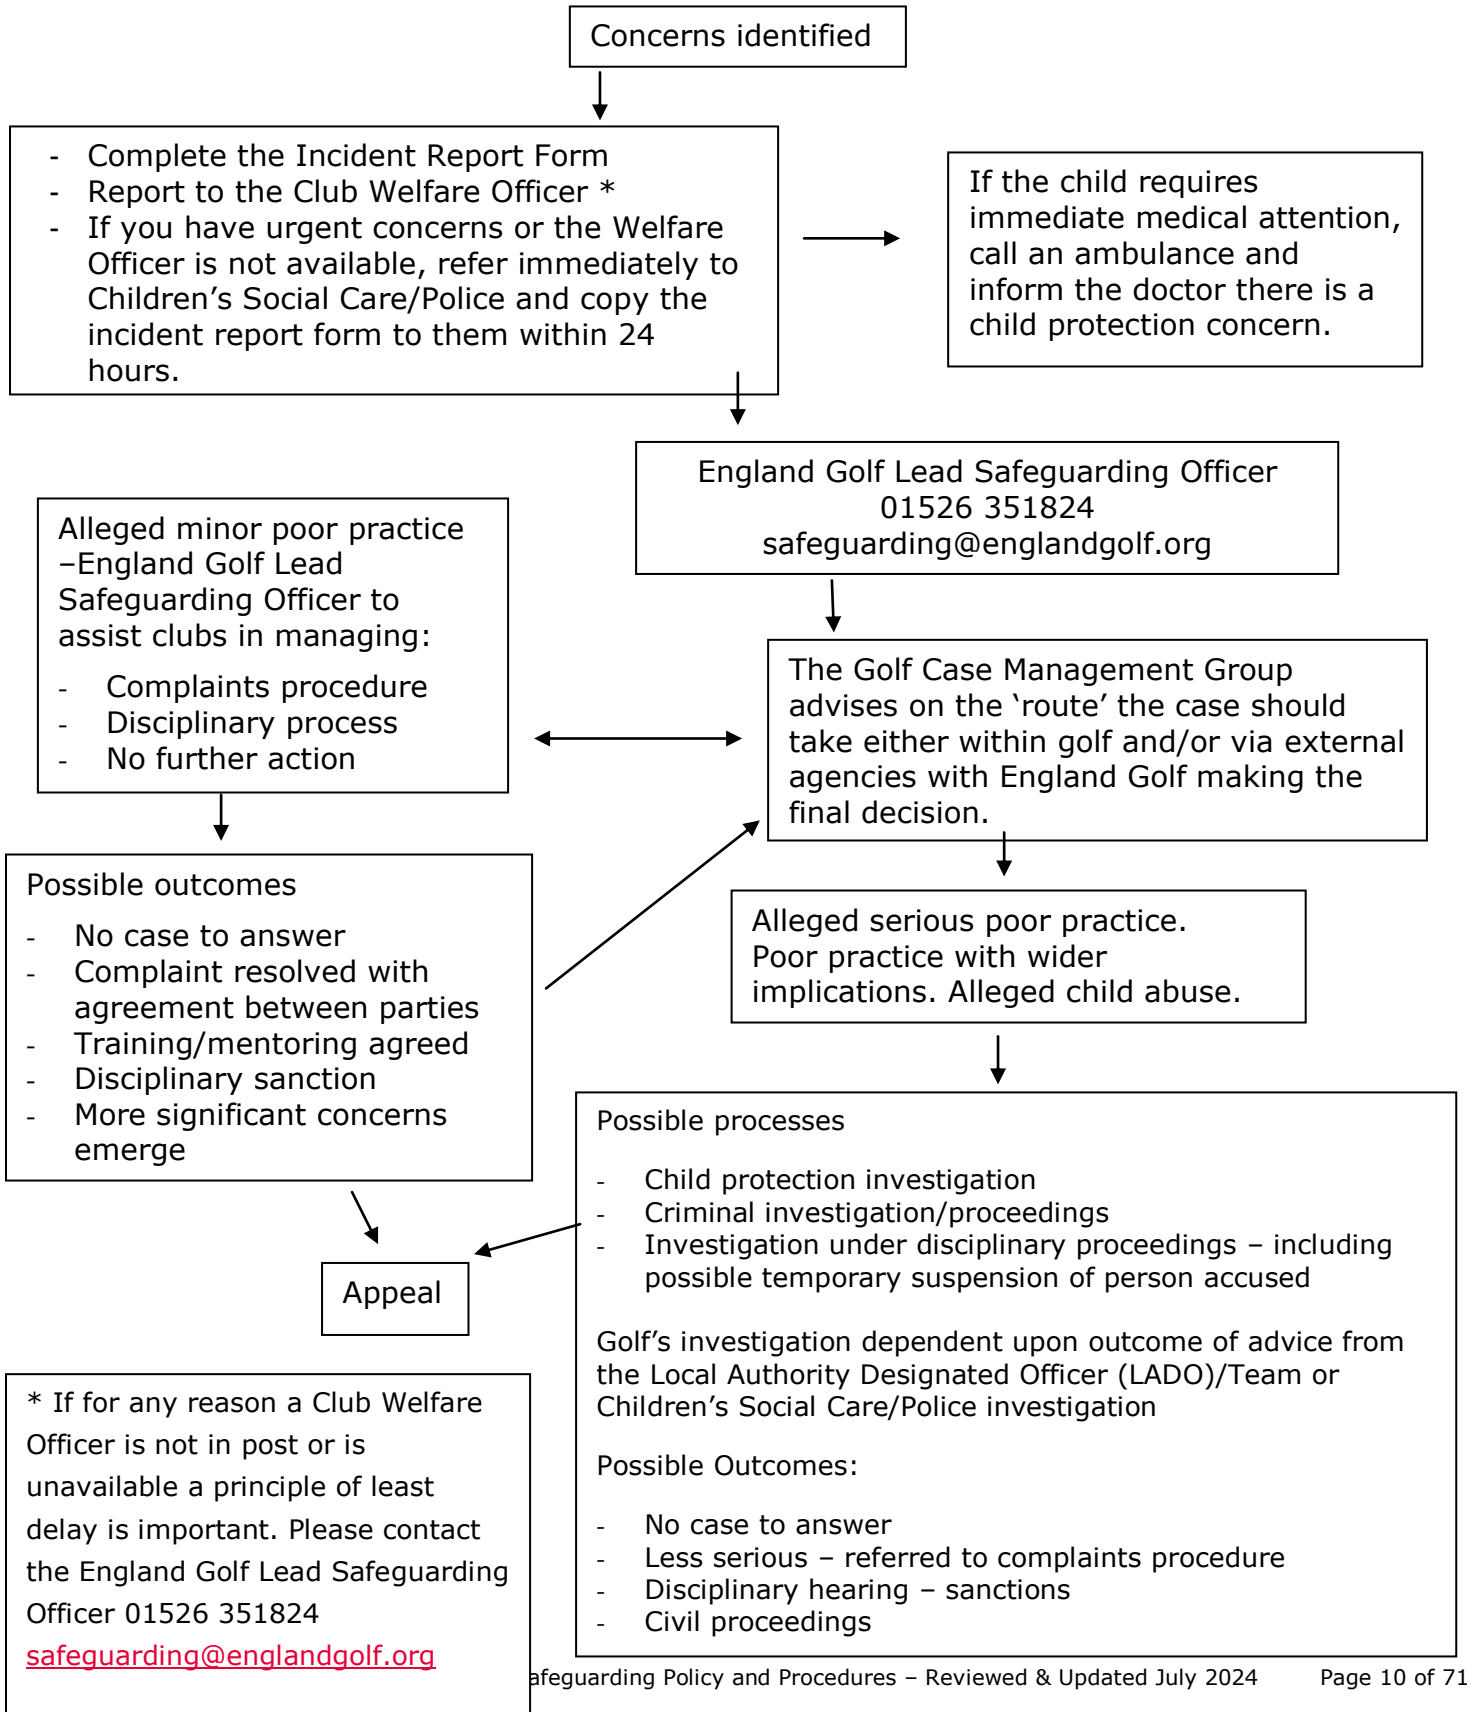 Concerns identified
- Complete the Incident Report Form
- Report to the Club Welfare Officer *
- If you have urgent concerns or the Welfare
Officer is not available, refer immediately to
Children’s Social Care/Police and copy the
incident report form to them within 24
hours.
If the child requires
immediate medical attention,
call an ambulance and
inform the doctor there is a
child protection concern.
England Golf Lead Safeguarding Officer
01526 351824
safeguarding@englandgolf.org
Alleged minor poor practice
–England Golf Lead
Safeguarding Officer to
assist clubs in managing:
- Complaints procedure
- Disciplinary process
- No further action
The Golf Case Management Group
advises on the ‘route’ the case should
take either within golf and/or via external
agencies with England Golf making the
final decision.
Possible outcomes
- No case to answer
- Complaint resolved with
agreement between parties
- Training/mentoring agreed
- Disciplinary sanction
- More significant concerns
emerge
Alleged serious poor practice.
Poor practice with wider
implications. Alleged child abuse.
Possible processes
- Child protection investigation
- Criminal investigation/proceedings
- Investigation under disciplinary proceedings – including
possible temporary suspension of person accused
Golf’s investigation dependent upon outcome of advice from
the Local Authority Designated Officer (LADO)/Team or
Children’s Social Care/Police investigation
Possible Outcomes:
- No case to answer
- Less serious – referred to complaints procedure
- Disciplinary hearing – sanctions
- Civil proceedings
Appeal
* If for any reason a Club Welfare
Officer is not in post or is
unavailable a principle of least
delay is important. Please contact
the England Golf Lead Safeguarding
Officer 01526 351824
safeguarding@englandgolf.org
afeguarding Policy and Procedures – Reviewed & Updated July 2024 Page 10 of 71